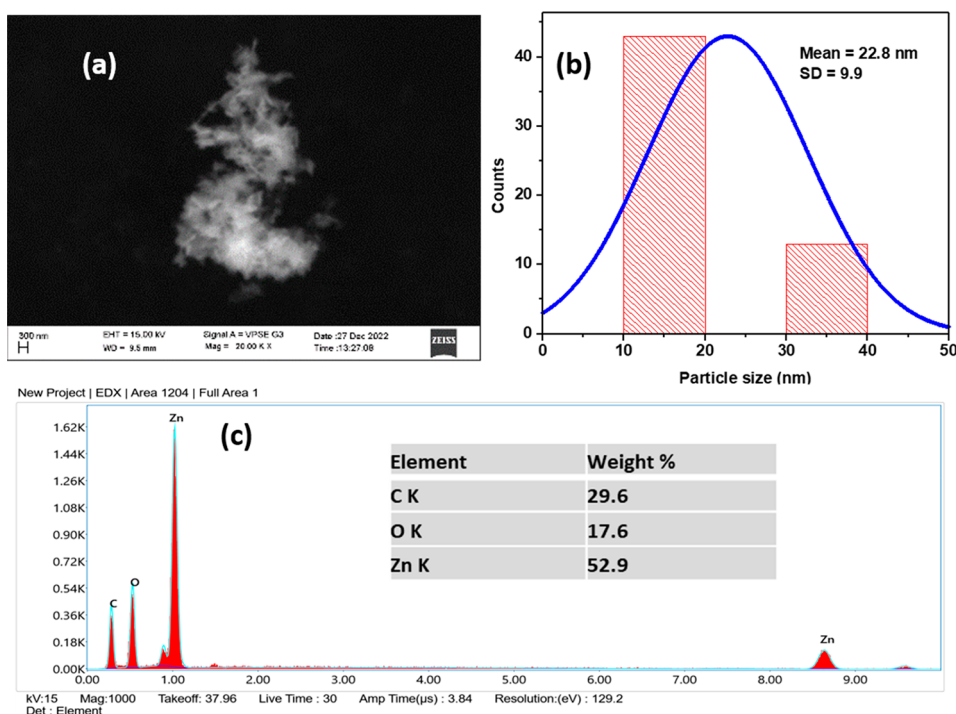 (a)
300 nm
EHT = 15.00 kV
Signal A = VPSE G3
Date :27 Dec 2022
WD = 9.5 mm
Mag = 20.00 K X
Time :13:27:08
ZEISS
(b)
Mean = 22.8 nm
SD = 9.9
Counts
40
30
20
10
0
0 10 20 30 40 50
Particle size (nm)
New Project | EDX | Area 1204 | Full Area 1
(c)
Zn
1.62K
1.44K
1.26K
1.08K
0.90K
0.72K
0.54K
0.36K
0.18K
0.00K
C
O
Zn
Element Weight %
C K 29.6
O K 17.6
Zn K 52.9
0.00 1.00 2.00 3.00 4.00 5.00 6.00 7.00 8.00 9.00
kV:15 Mag:1000 Takeoff: 37.96 Live Time : 30 Amp Time(µs) : 3.84 Resolution:(eV) : 129.2
Det : Element